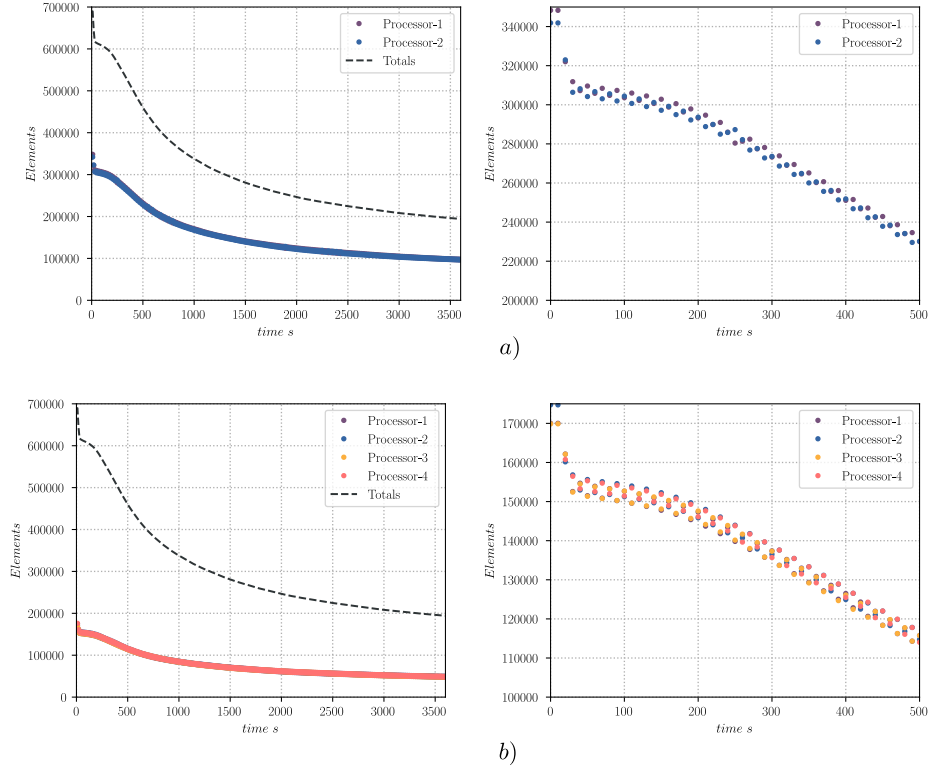 700000
600000
500000
400000
300000
200000
100000
0
Elements
0 500 1000 1500 2000 2500 3000 3500
time s
Processor-1
Processor-2
Totals
340000
320000
300000
280000
260000
240000
220000
200000
Elements
0 100 200 300 400 500
time s
Processor-1
Processor-2
a)
700000
600000
500000
400000
300000
200000
100000
0
Elements
0 500 1000 1500 2000 2500 3000 3500
time s
Processor-1
Processor-2
Processor-3
Processor-4
Totals
170000
160000
150000
140000
130000
120000
110000
100000
Elements
0 100 200 300 400 500
time s
Processor-1
Processor-2
Processor-3
Processor-4
b)